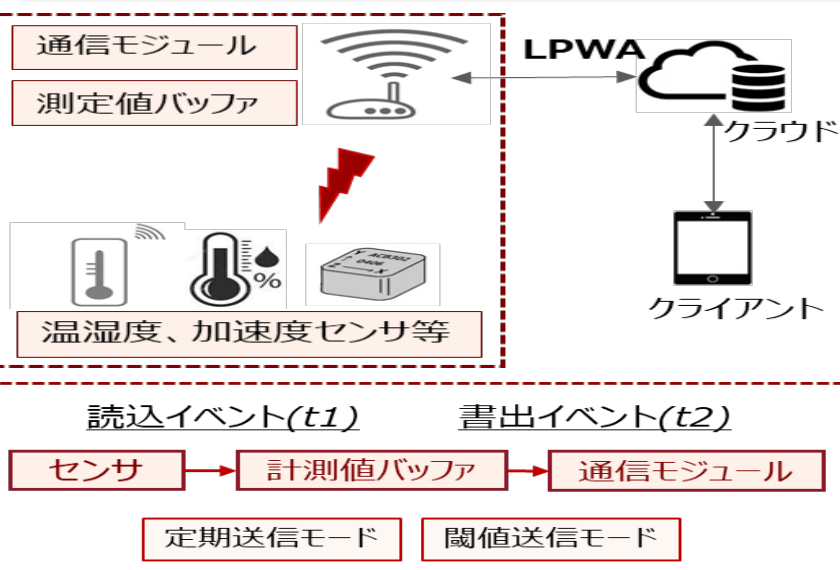 通信モジュール
測定値バッファ
LPWA
クラウド
クライアント
%
Y AC8302
0406
Z X
温湿度、加速度センサ等
読込イベント(t1)
書出イベント(t2)
センサ
計測値バッファ
通信モジュール
定期送信モード
閾値送信モード